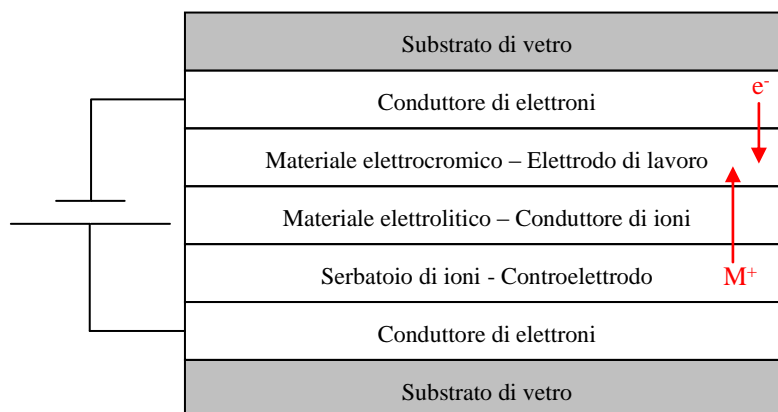 Substrato di vetro
Conduttore di elettroni
e-
Materiale elettrocromico – Elettrodo di lavoro
Materiale elettrolitico – Conduttore di ioni
Serbatoio di ioni - Controelettrodo
M+
Conduttore di elettroni
Substrato di vetro